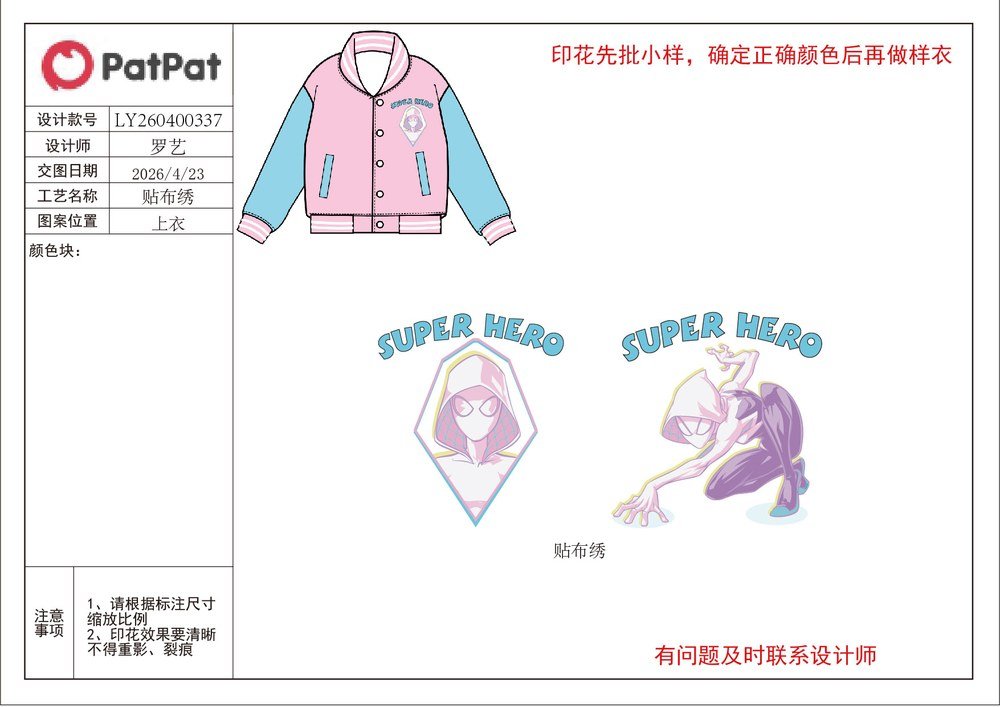 PatPat
印花先批小样，确定正确颜色后再做样衣
设计款号 LY260400337
设计师 罗艺
交图日期 2026/4/23
工艺名称 贴布绣
图案位置 上衣
颜色块：
SUPER HERO
SUPER HERO
SUPER HERO
贴布绣
注意事项
1、请根据标注尺寸
缩放比例
2、印花效果要清晰
不得重影、裂痕
有问题及时联系设计师